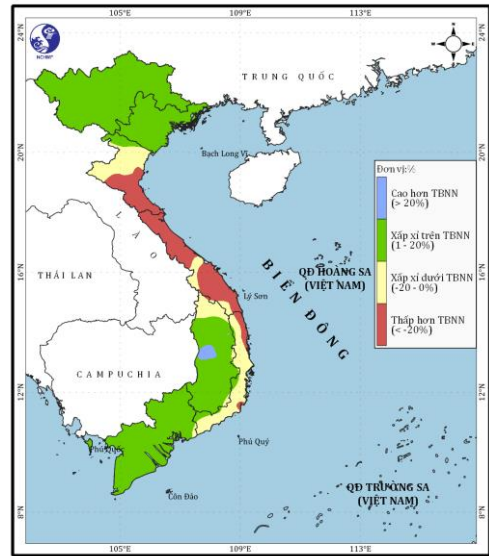 105°E 109°E 113°E
24°N
TRUNG QUỐC
20°N
Bạch Long Vĩ
LÀO
Đơn vị:%
Cao hơn TBNN
(> 20%)
Xấp xỉ trên TBNN
(1 - 20%)
Xấp xỉ dưới TBNN
(-20 - 0%)
Thấp hơn TBNN
(< -20%)
THÁI LAN
16°N
QĐ HOÀNG SA
(VIỆT NAM)
BIỂN ĐÔNG
Lý Sơn
CAMPUCHIA
12°N
Phú Quốc
Phú Quý
Côn Đảo
QĐ TRƯỜNG SA
(VIỆT NAM)
8°N
24°N
20°N
16°N
12°N
8°N
105°E 109°E 113°E